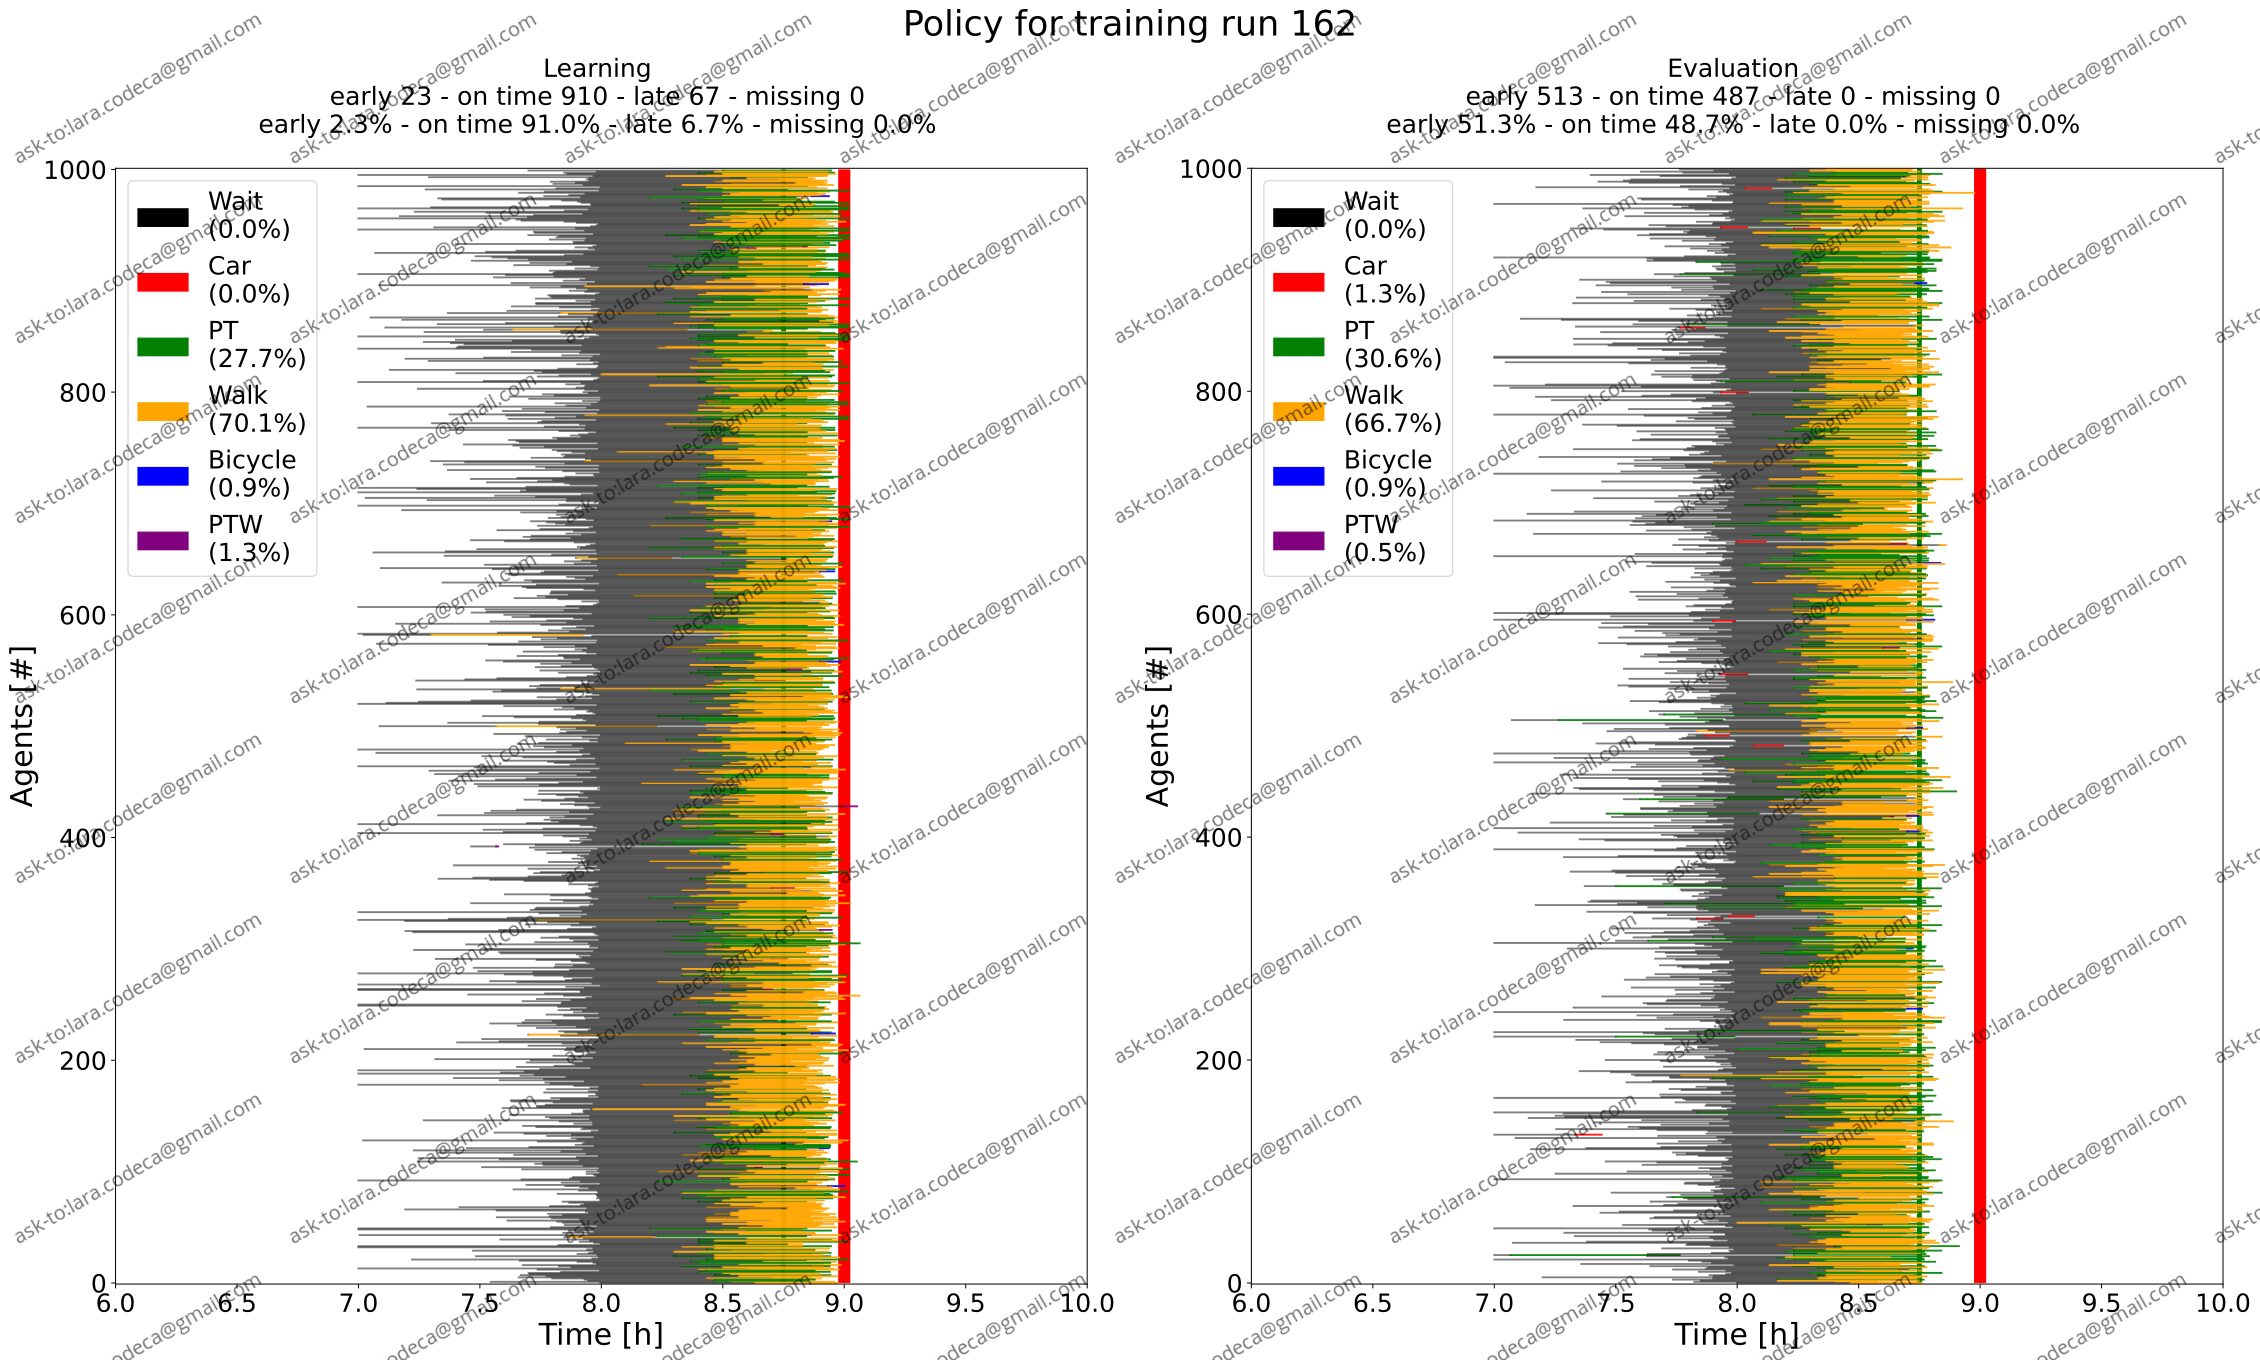 Policy for training run 162
Learning
early 23 - on time 910 - late 67 - missing 0
early 2.3% - on time 91.0% - late 6.7% - missing 0.0%
Wait
(0.0%)
Car
(0.0%)
PT
(27.7%)
Walk
(70.1%)
Bicycle
(0.9%)
PTW
(1.3%)
1000
800
600
400
200
0
Agents [#]
6.0 6.5 7.0 7.5 8.0 8.5 9.0 9.5 10.0
Time [h]
Evaluation
early 513 - on time 487 - late 0 - missing 0
early 51.3% - on time 48.7% - late 0.0% - missing 0.0%
Wait
(0.0%)
Car
(1.3%)
PT
(30.6%)
Walk
(66.7%)
Bicycle
(0.9%)
PTW
(0.5%)
1000
800
600
400
200
0
Agents [#]
6.0 6.5 7.0 7.5 8.0 8.5 9.0 9.5 10.0
Time [h]
ask-to:lara.codeca@gmail.com